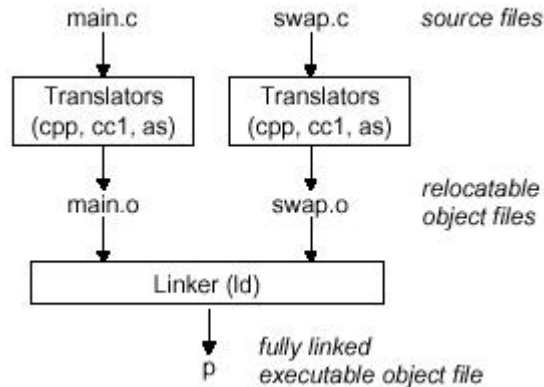 main.c swap.c source files
Translators Translators
(cpp, cc1, as) (cpp, cc1, as)
main.o swap.o relocatable
object files
Linker (ld)
p fully linked
executable object file